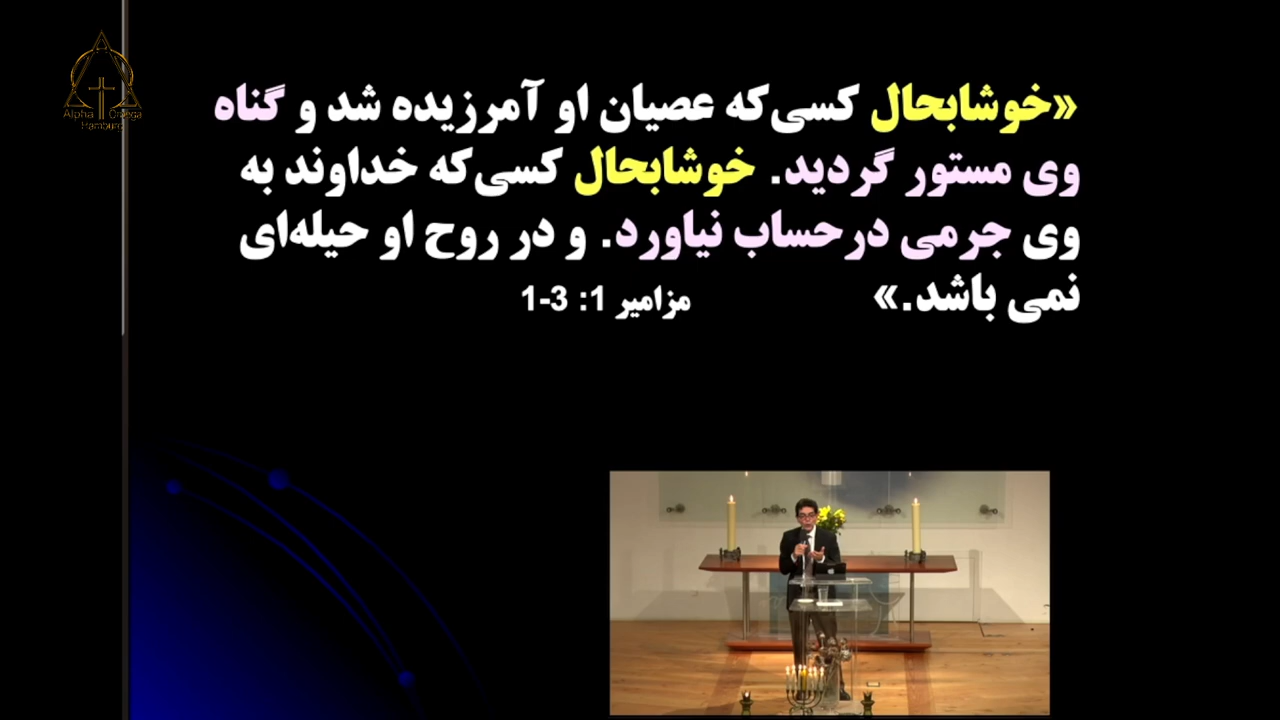 Alpha Omega
Hamburg
«خوشابحال کسی‌که عصیان او آمرزیده شد و گناه
وی مستور گردید. خوشابحال کسی‌که خداوند به
وی جرمی درحساب نیاورد. و در روح او حیله‌ای
نمی باشد.»
مزامیر 1: 3-1